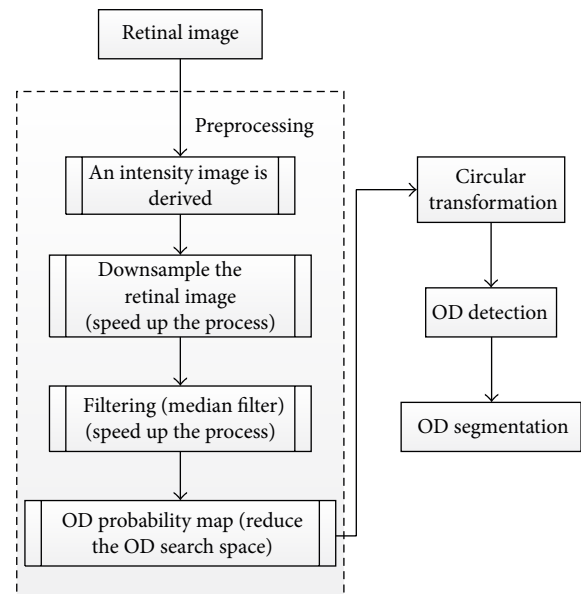 Retinal image
Preprocessing
An intensity image is
derived
Downsample the
retinal image
(speed up the process)
Filtering (median filter)
(speed up the process)
OD probability map (reduce
the OD search space)
Circular
transformation
OD detection
OD segmentation